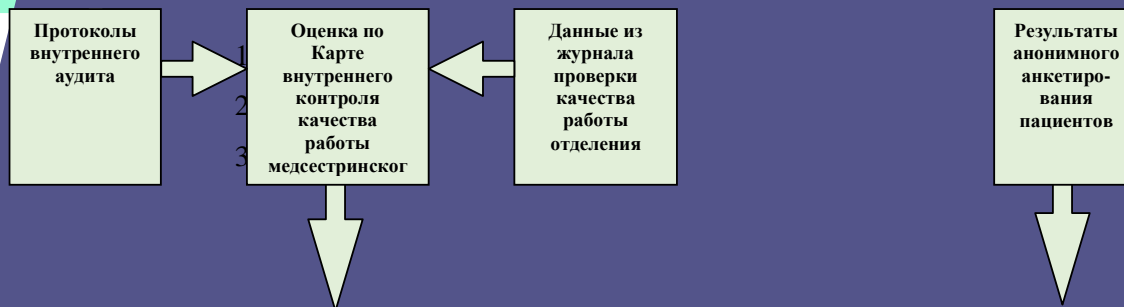 Протоколы
внутреннего
аудита
1
2
3
Оценка по
Карте
внутреннего
контроля
качества
работы
медсестринског
Данные из
журнала
проверки
качества
работы
отделения
Результаты
анонимного
анкетиро-
вания
пациентов